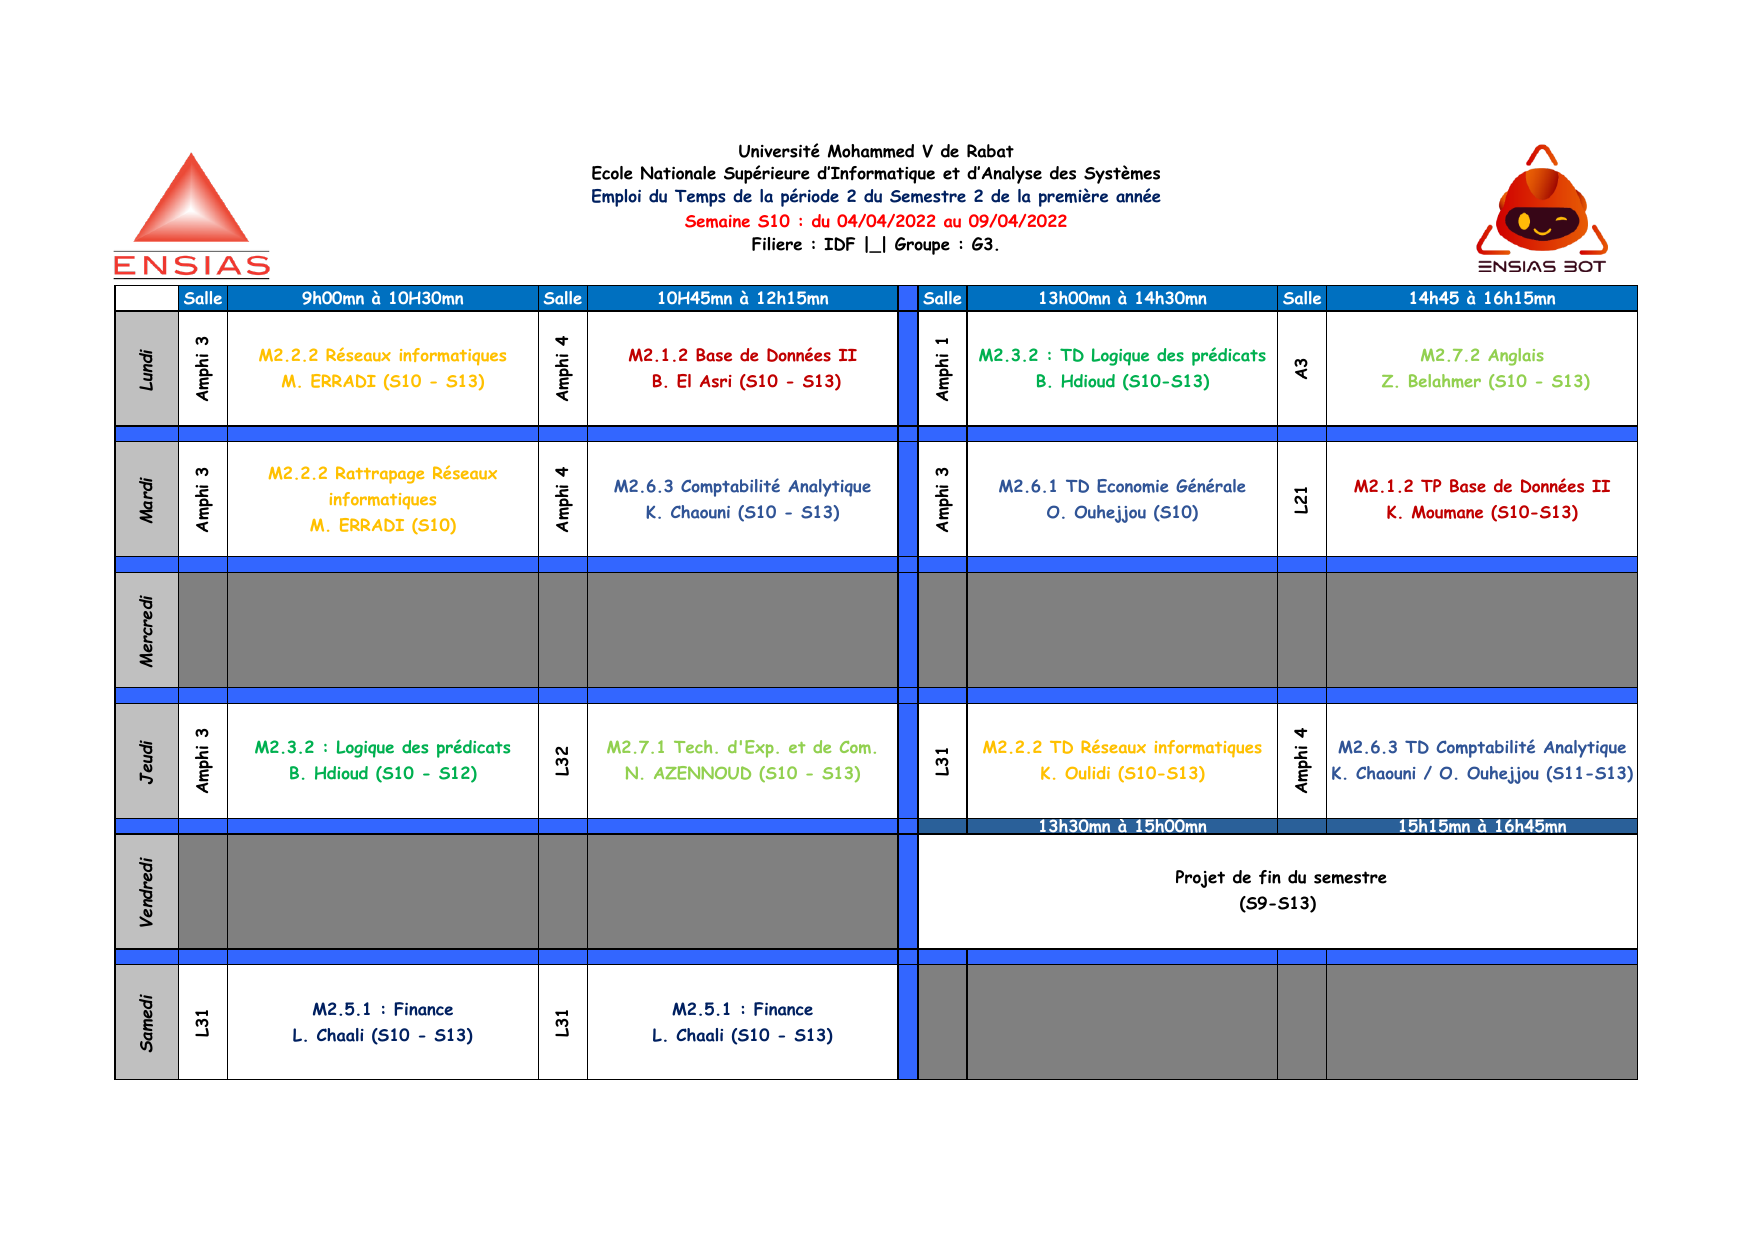 Université Mohammed V de Rabat
Ecole Nationale Supérieure d’Informatique et d’Analyse des Systèmes
Emploi du Temps de la période 2 du Semestre 2 de la première année
Semaine S10 : du 04/04/2022 au 09/04/2022
Filiere : IDF |_| Groupe : G3.
ENSIAS
ENSIAS BOT
Salle
9h00mn à 10H30mn
Salle
10H45mn à 12h15mn
Salle
13h00mn à 14h30mn
Salle
14h45 à 16h15mn
Lundi
Amphi 3
M2.2.2 Réseaux informatiques
M. ERRADI (S10 - S13)
Amphi 4
M2.1.2 Base de Données II
B. El Asri (S10 - S13)
Amphi 1
M2.3.2 : TD Logique des prédicats
B. Hdioud (S10-S13)
A3
M2.7.2 Anglais
Z. Belahmer (S10 - S13)
Mardi
Amphi 3
M2.2.2 Rattrapage Réseaux
informatiques
M. ERRADI (S10)
Amphi 4
M2.6.3 Comptabilité Analytique
K. Chaouni (S10 - S13)
Amphi 3
M2.6.1 TD Economie Générale
O. Ouhejjou (S10)
L21
M2.1.2 TP Base de Données II
K. Moumane (S10-S13)
Mercredi
Jeudi
Amphi 3
M2.3.2 : Logique des prédicats
B. Hdioud (S10 - S12)
L32
M2.7.1 Tech. d'Exp. et de Com.
N. AZENNOUD (S10 - S13)
L31
M2.2.2 TD Réseaux informatiques
K. Oulidi (S10-S13)
Amphi 4
M2.6.3 TD Comptabilité Analytique
K. Chaouni / O. Ouhejjou (S11-S13)
13h30mn à 15h00mn
15h15mn à 16h45mn
Vendredi
Projet de fin du semestre
(S9-S13)
Samedi
L31
M2.5.1 : Finance
L. Chaali (S10 - S13)
L31
M2.5.1 : Finance
L. Chaali (S10 - S13)